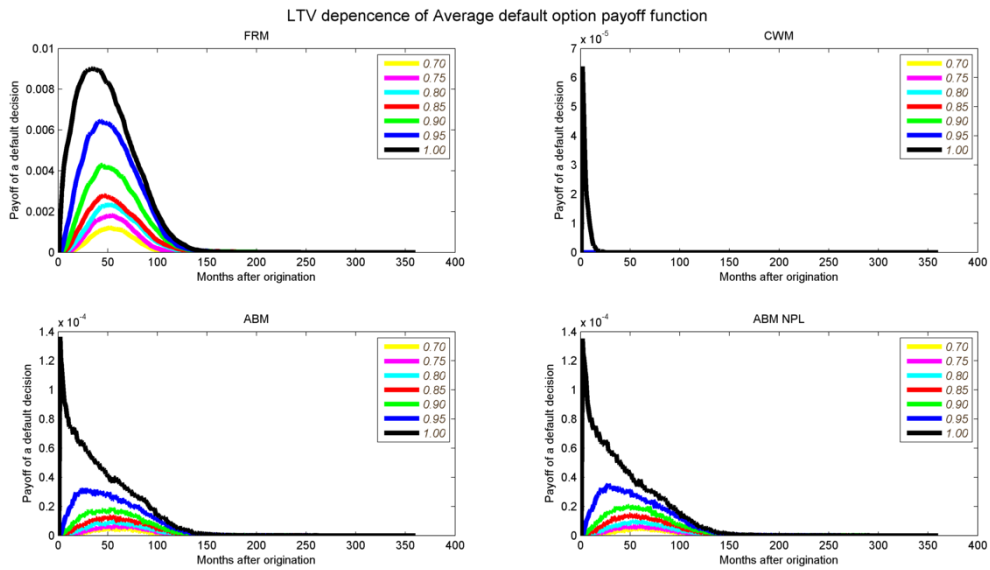 LTV depencence of Average default option payoff function
FRM
Payoff of a default decision
0.01
0.008
0.006
0.004
0.002
0
0 50 100 150 200 250 300 350 400
Months after origination
0.70
0.75
0.80
0.85
0.90
0.95
1.00
CWM
x 10^-5
Payoff of a default decision
7
6
5
4
3
2
1
0
0 50 100 150 200 250 300 350 400
Months after origination
0.70
0.75
0.80
0.85
0.90
0.95
1.00
ABM
x 10^-4
Payoff of a default decision
1.4
1.2
1
0.8
0.6
0.4
0.2
0
0 50 100 150 200 250 300 350 400
Months after origination
0.70
0.75
0.80
0.85
0.90
0.95
1.00
ABM NPL
x 10^-4
Payoff of a default decision
1.4
1.2
1
0.8
0.6
0.4
0.2
0
0 50 100 150 200 250 300 350 400
Months after origination
0.70
0.75
0.80
0.85
0.90
0.95
1.00